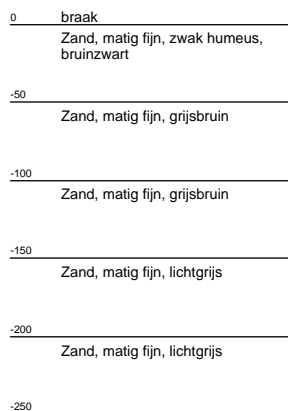 0 braak
Zand, matig fijn, zwak humeus,
bruinzwart
-50
Zand, matig fijn, grijsbruin
-100
Zand, matig fijn, grijsbruin
-150
Zand, matig fijn, lichtgrijs
-200
Zand, matig fijn, lichtgrijs
-250